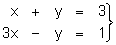 x + y = 3
3x − y = 1}